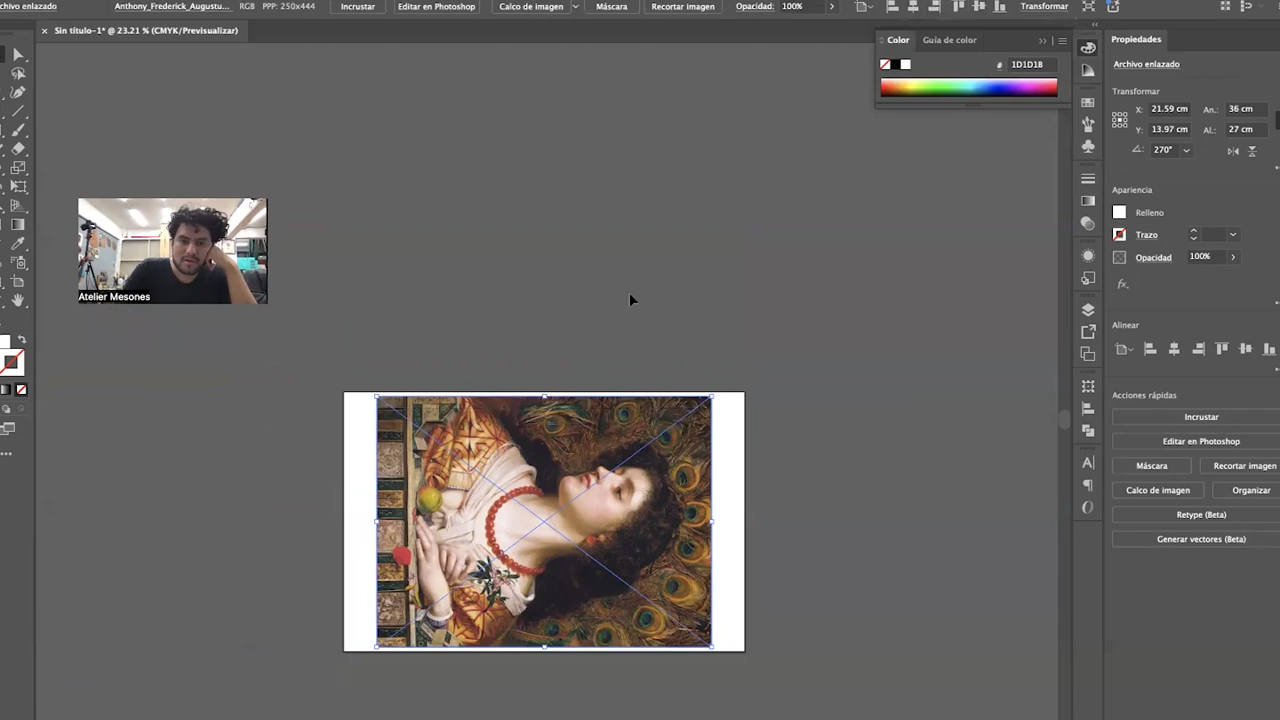 rchivo enlazado Anthony_Frederick_Augustu... RGB PPP: 250x444 Incrustar Editar en Photoshop Calco de imagen Máscara Recortar imagen Opacidad: 100% Transformar
× Sin título-1* @ 23.21 % (CMYK/Previsualizar)
Color Guía de color
# 1D1D1B
Atelier Mesones
Propiedades
Archivo enlazado
Transformar
X: 21.59 cm An.: 36 cm
Y: 13.97 cm Al.: 27 cm
270°
Apariencia
Relleno
Trazo
Opacidad 100%
fx.
Alinear
Acciones rápidas
Incrustar
Editar en Photoshop
Máscara Recortar imagen
Calco de imagen Organizar
Retype (Beta)
Generar vectores (Beta)